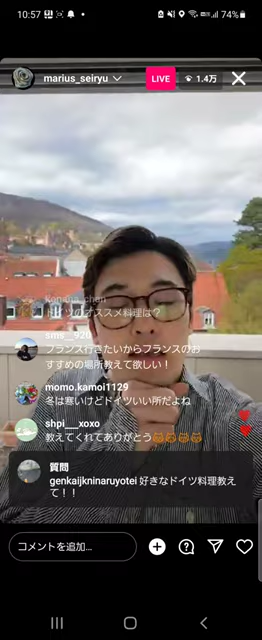 10:57
74%
marius_seiryu
LIVE
1.4万
オススメ料理は？
sms__920
フランス行きたいからフランスのお
すすめの場所教えて欲しい！
momo.kamoi1129
冬は寒いけどドイツいい所だよね
shpi___xoxo
教えてくれてありがとう🐱🐱🐱🐱
質問
genkaijkninaruyotei 好きなドイツ料理教え
て！！
コメントを追加...